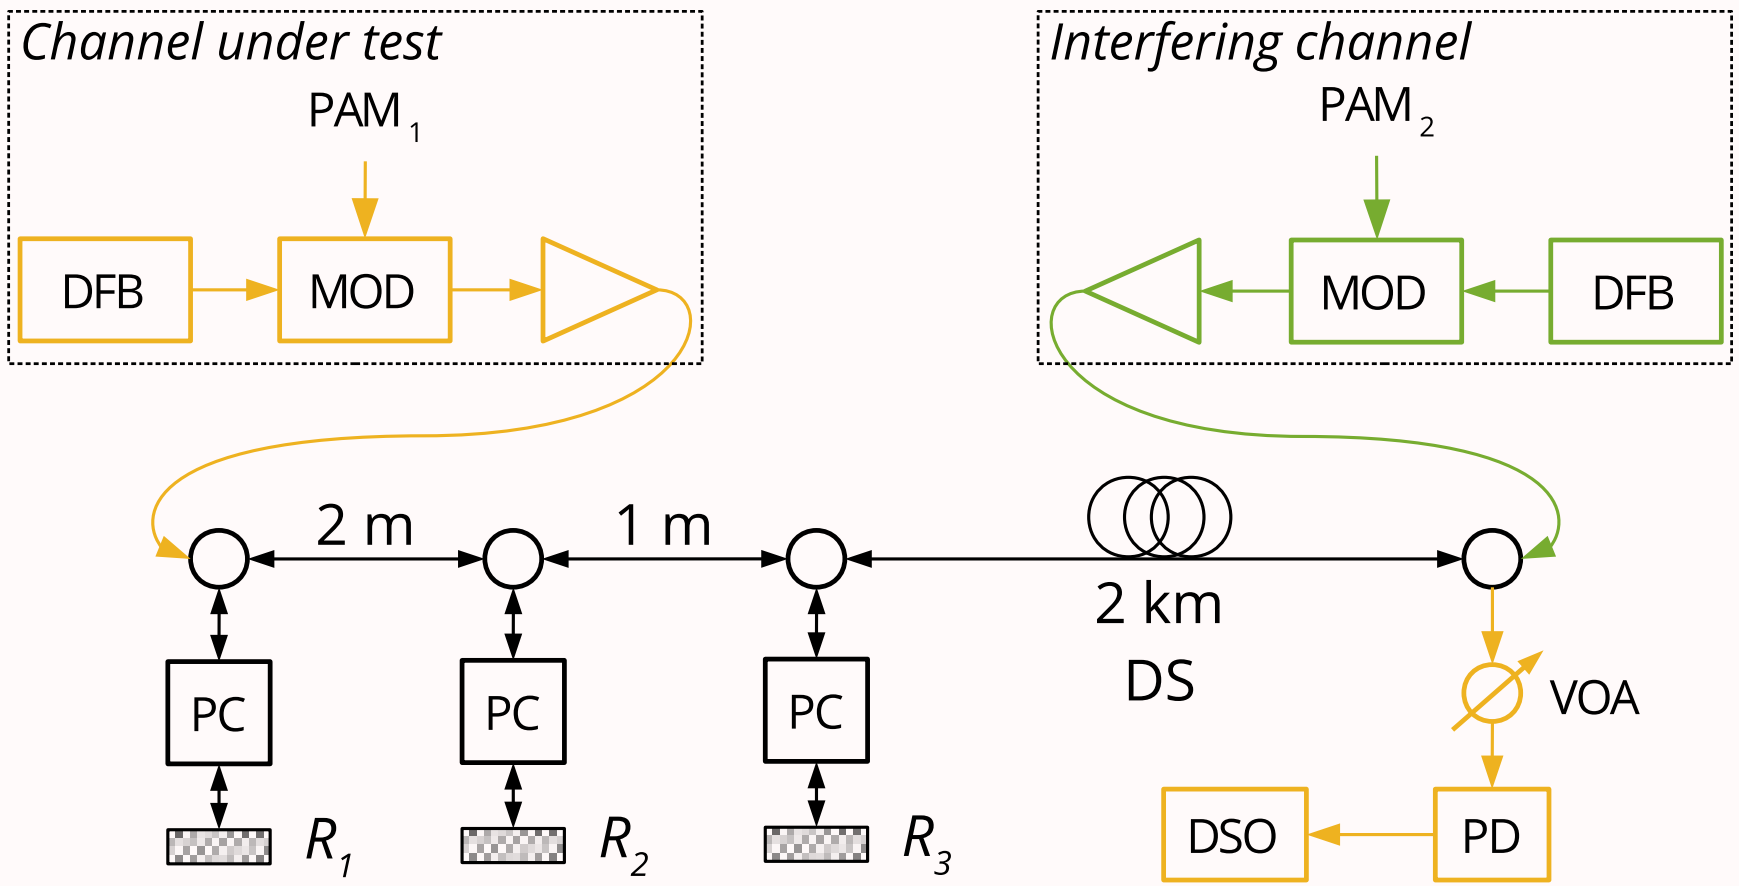 Channel under test
PAM 1
DFB
MOD
Interfering channel
PAM 2
MOD
DFB
2 m
1 m
2 km
DS
PC
PC
PC
VOA
R1
R2
R3
DSO
PD